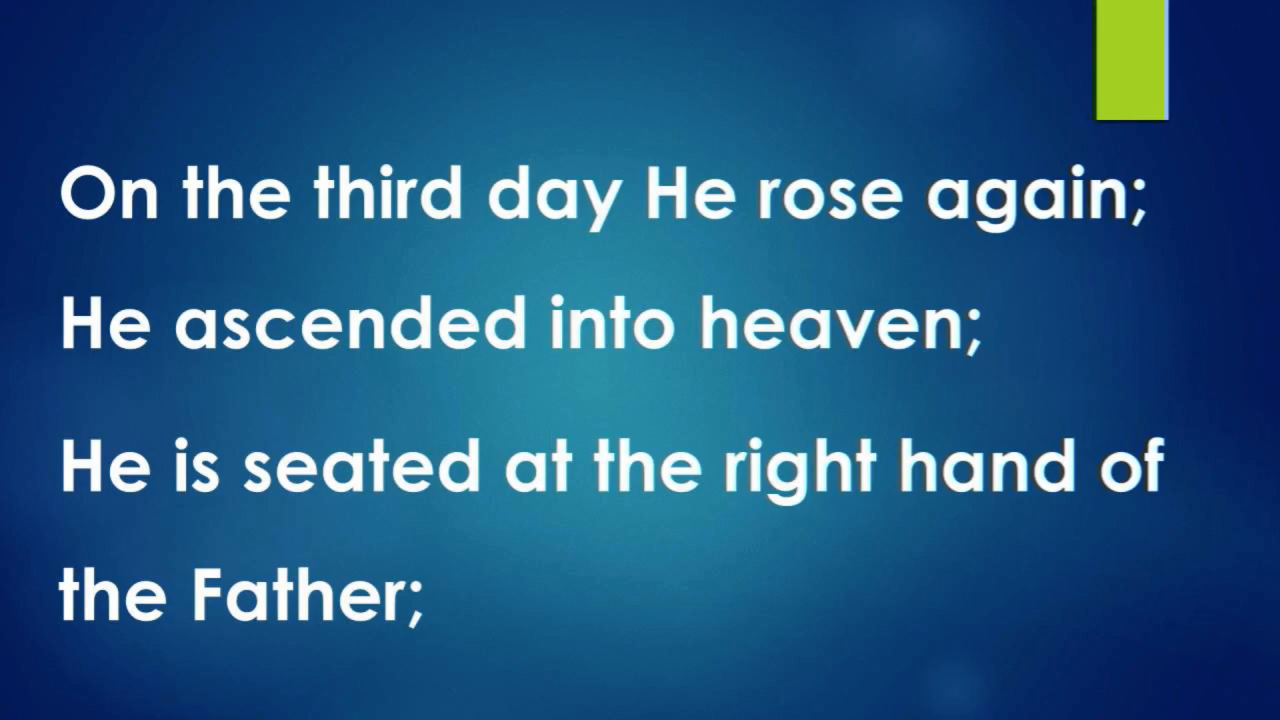 On the third day He rose again;
He ascended into heaven;
He is seated at the right hand of
the Father;